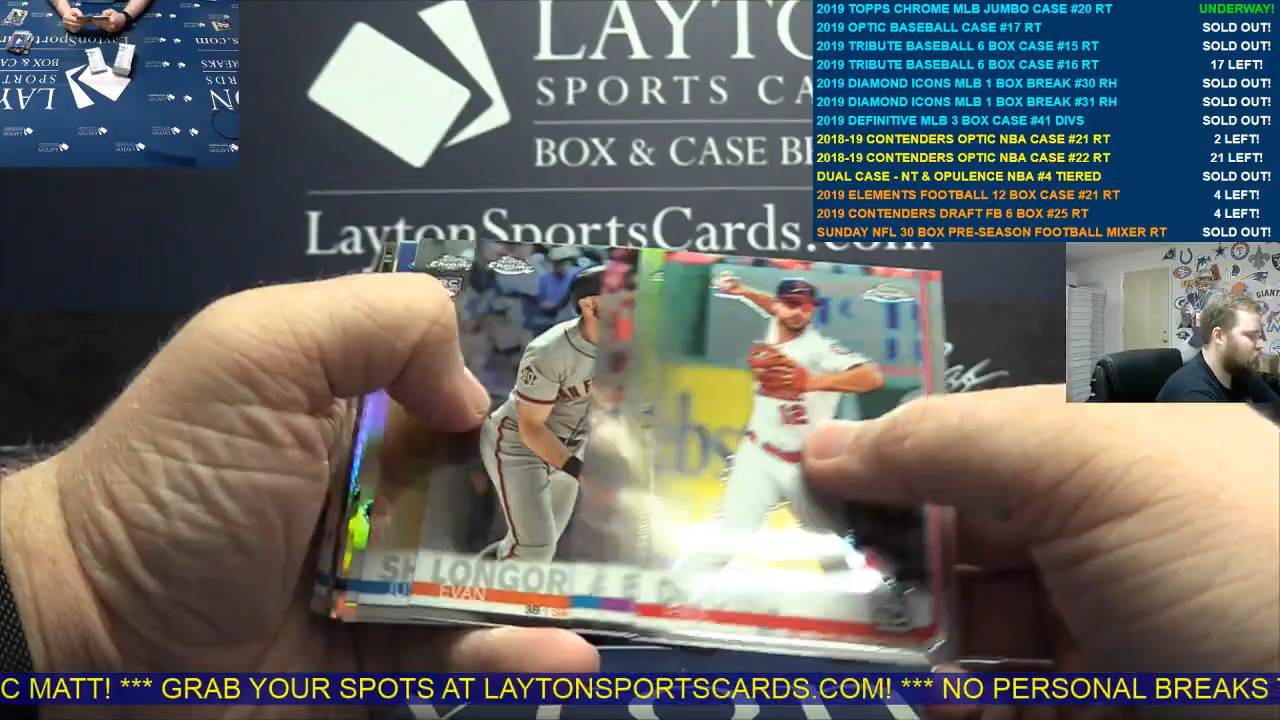 2019 TOPPS CHROME MLB JUMBO CASE #20 RT UNDERWAY!
2019 OPTIC BASEBALL CASE #17 RT SOLD OUT!
2019 TRIBUTE BASEBALL 6 BOX CASE #15 RT SOLD OUT!
2019 TRIBUTE BASEBALL 6 BOX CASE #16 RT 17 LEFT!
2019 DIAMOND ICONS MLB 1 BOX BREAK #30 RH SOLD OUT!
2019 DIAMOND ICONS MLB 1 BOX BREAK #31 RH SOLD OUT!
2019 DEFINITIVE MLB 3 BOX CASE #41 DIVS SOLD OUT!
2018-19 CONTENDERS OPTIC NBA CASE #21 RT 2 LEFT!
2018-19 CONTENDERS OPTIC NBA CASE #22 RT 21 LEFT!
DUAL CASE - NT & OPULENCE NBA #4 TIERED SOLD OUT!
2019 ELEMENTS FOOTBALL 12 BOX CASE #21 RT 4 LEFT!
2019 CONTENDERS DRAFT FB 6 BOX #25 RT 4 LEFT!
SUNDAY NFL 30 BOX PRE-SEASON FOOTBALL MIXER RT SOLD OUT!
LAYTO
SPORTS CA
BOX & CASE BR
LaytonSportsCards.com
CHROME
RC
12
SH LONGOR
EVAN
3B
C MATT! *** GRAB YOUR SPOTS AT LAYTONSPORTSCARDS.COM! *** NO PERSONAL BREAKS